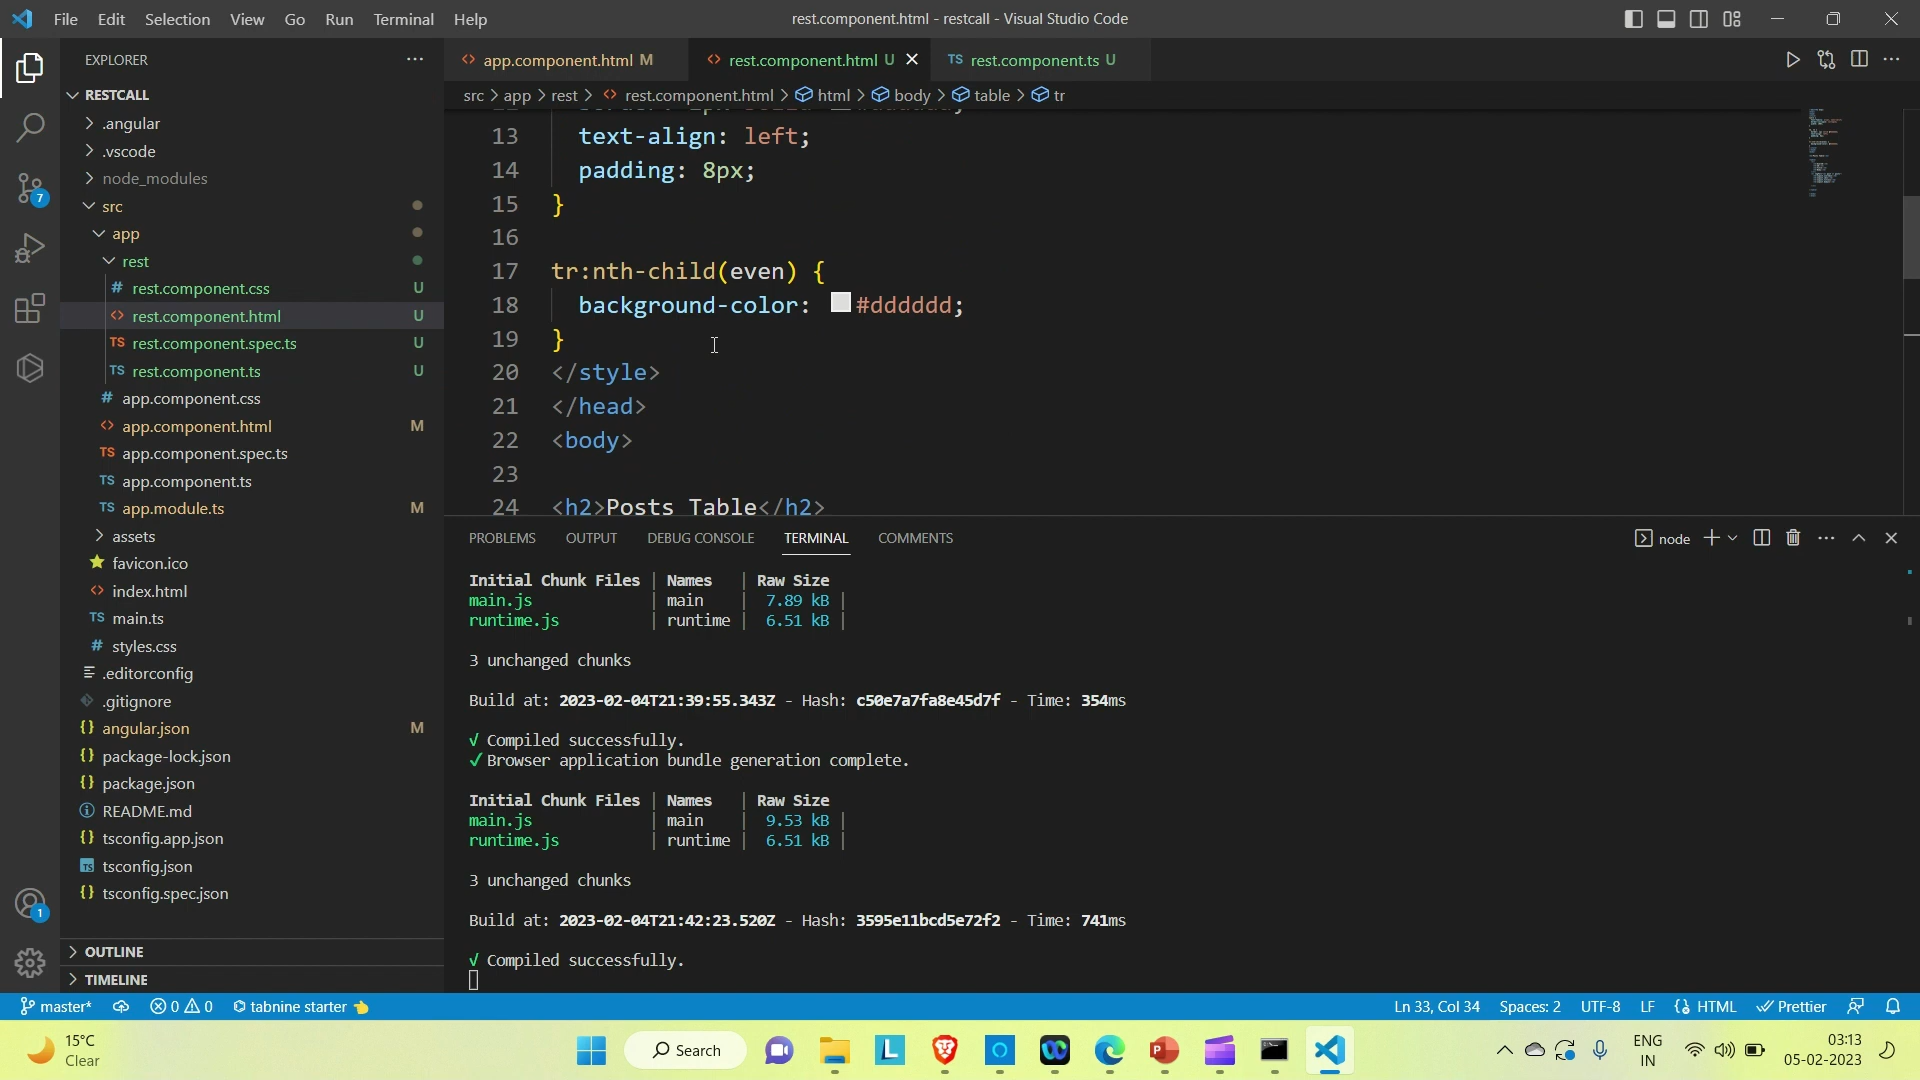 File Edit Selection View Go Run Terminal Help
rest.component.html - restcall - Visual Studio Code
EXPLORER
RESTCALL
.angular
.vscode
node_modules
src
app
rest
rest.component.css U
rest.component.html U
TS rest.component.spec.ts U
TS rest.component.ts U
app.component.css
app.component.html M
TS app.component.spec.ts
TS app.component.ts
TS app.module.ts M
assets
favicon.ico
index.html
TS main.ts
styles.css
.editorconfig
.gitignore
angular.json M
package-lock.json
package.json
README.md
tsconfig.app.json
tsconfig.json
tsconfig.spec.json
OUTLINE
TIMELINE
7
1
app.component.html M
rest.component.html U
TS rest.component.ts U
src > app > rest > rest.component.html > html > body > table > tr
13 text-align: left;
14 padding: 8px;
15 }
16
17 tr:nth-child(even) {
18 background-color: #dddddd;
19 }
20 </style>
21 </head>
22 <body>
23
24 <h2>Posts Table</h2>
PROBLEMS OUTPUT DEBUG CONSOLE TERMINAL COMMENTS
node
Initial Chunk Files | Names | Raw Size
main.js | main | 7.89 kB |
runtime.js | runtime | 6.51 kB |
3 unchanged chunks
Build at: 2023-02-04T21:39:55.343Z - Hash: c50e7a7fa8e45d7f - Time: 354ms
√ Compiled successfully.
✔ Browser application bundle generation complete.
Initial Chunk Files | Names | Raw Size
main.js | main | 9.53 kB |
runtime.js | runtime | 6.51 kB |
3 unchanged chunks
Build at: 2023-02-04T21:42:23.520Z - Hash: 3595e11bcd5e72f2 - Time: 741ms
√ Compiled successfully.
master* 0 0 tabnine starter
Ln 33, Col 34 Spaces: 2 UTF-8 LF HTML Prettier
15°C
Clear
Search
ENG
IN
03:13
05-02-2023